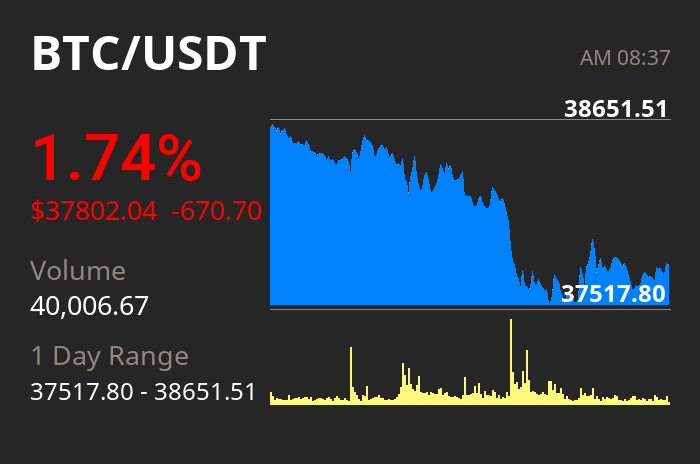 BTC/USDT
AM 08:37
38651.51
1.74%
$37802.04 -670.70
Volume
40,006.67
37517.80
1 Day Range
37517.80 - 38651.51